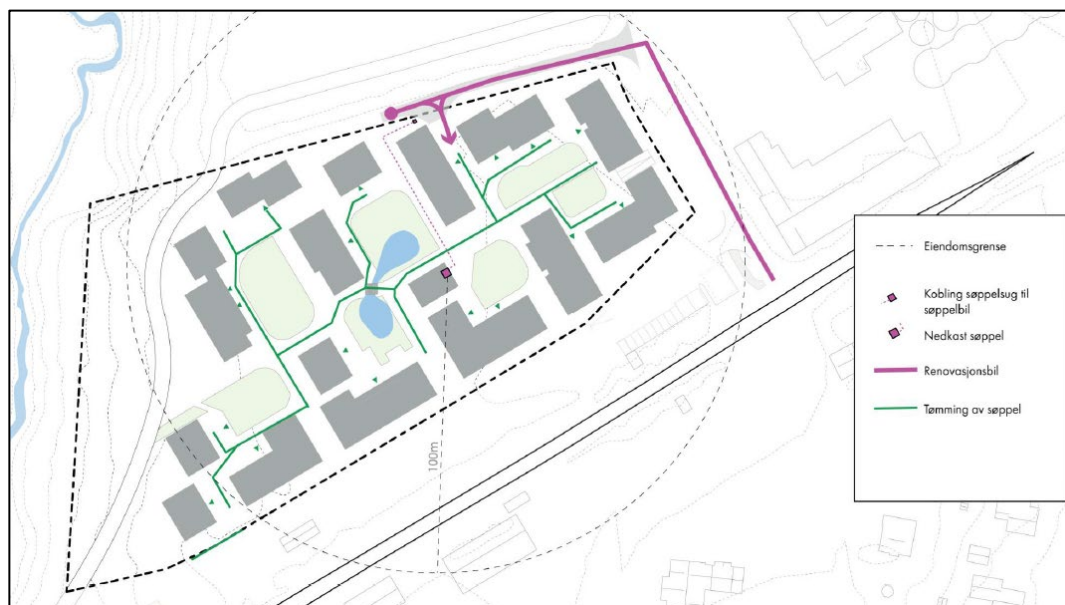 Eiendomsgrense
Kobling søppelsug til
søppelbil
Nedkast søppel
Renovasjonsbil
Tømming av søppel
100m